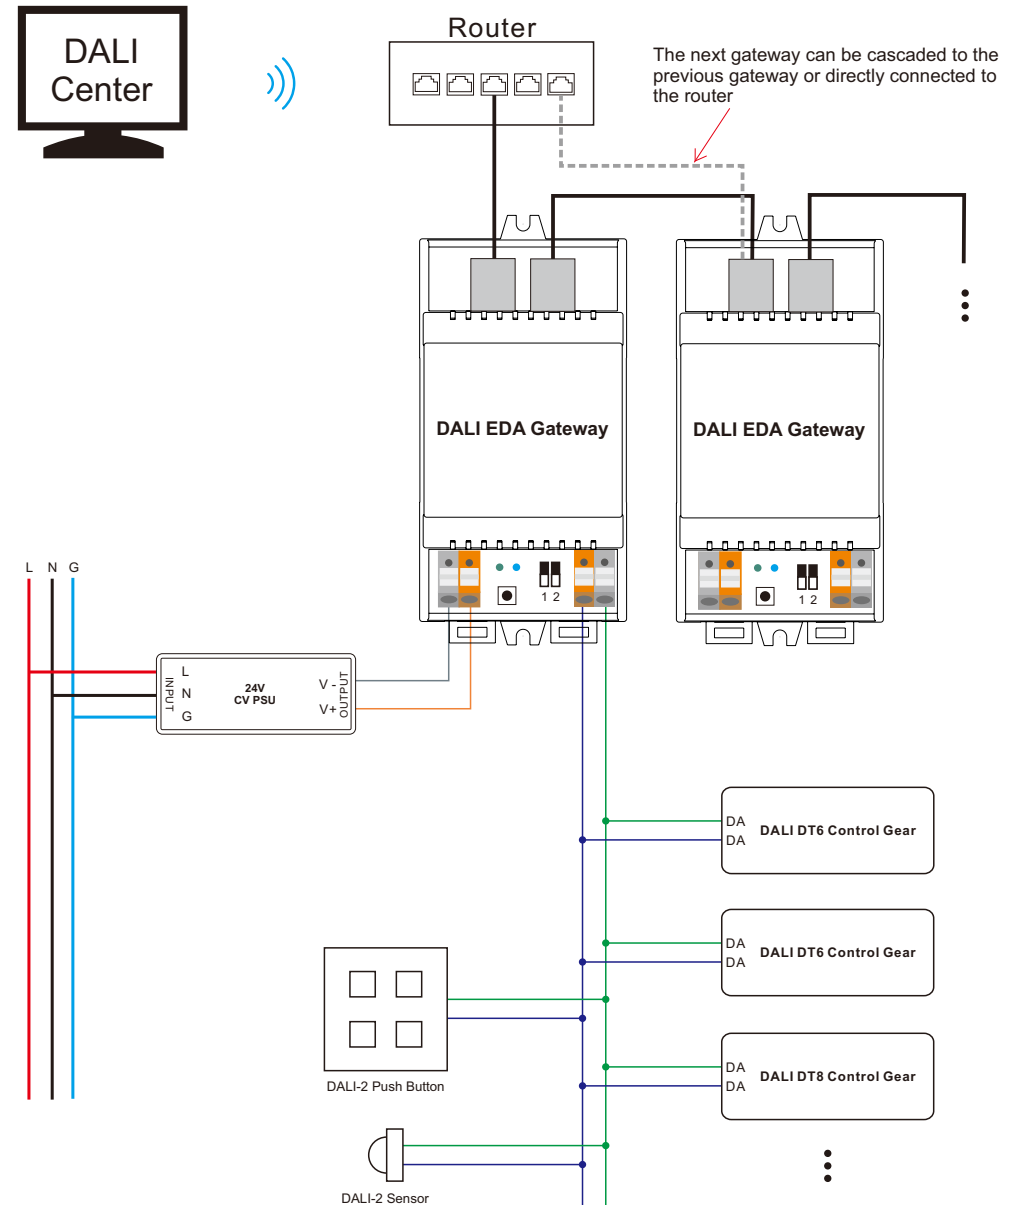 DALI
Center
Router
The next gateway can be cascaded to the
previous gateway or directly connected to
the router
DALI EDA Gateway
DALI EDA Gateway
1 2
1 2
L N G
INPUT
L
N
G
24V
CV PSU
V -
V+
OUTPUT
DA
DA
DALI DT6 Control Gear
DA
DA
DALI DT6 Control Gear
DA
DA
DALI DT8 Control Gear
DALI-2 Push Button
DALI-2 Sensor